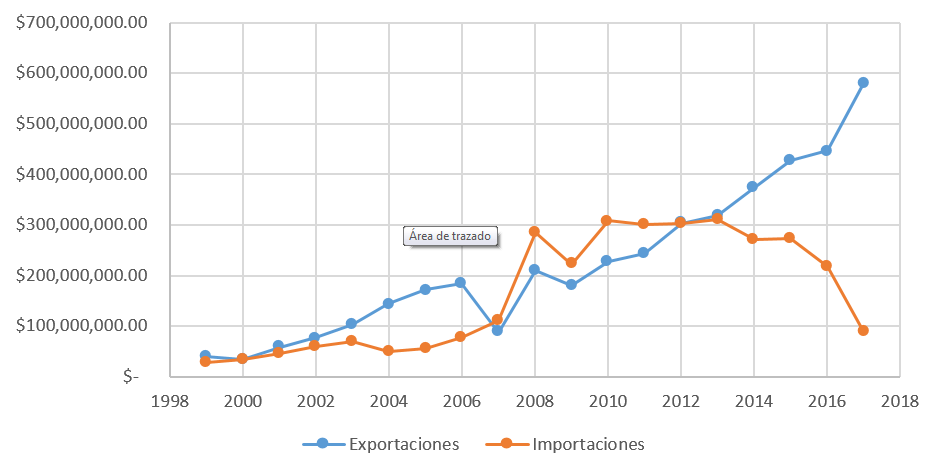 $700,000,000.00
$600,000,000.00
$500,000,000.00
$400,000,000.00
$300,000,000.00
$200,000,000.00
$100,000,000.00
$-
Área de trazado
1998 2000 2002 2004 2006 2008 2010 2012 2014 2016 2018
Exportaciones Importaciones